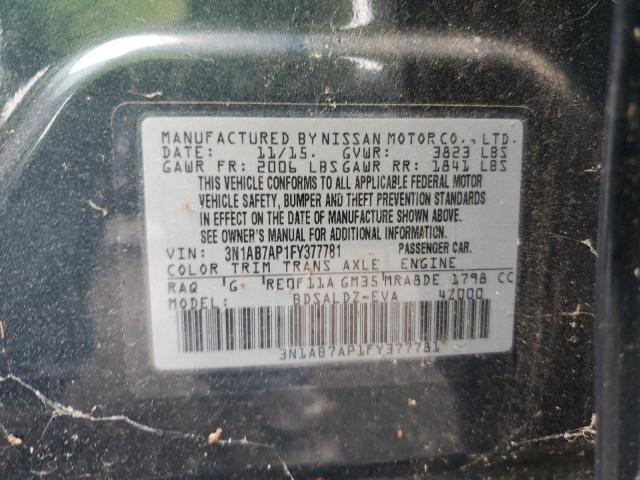 MANUFACTURED BY NISSAN MOTOR CO., LTD.
DATE: 11/15. GVWR: 3823 LBS
GAWR FR: 2006 LBS GAWR RR: 1841 LBS
THIS VEHICLE CONFORMS TO ALL APPLICABLE FEDERAL MOTOR
VEHICLE SAFETY, BUMPER AND THEFT PREVENTION STANDARDS
IN EFFECT ON THE DATE OF MANUFACTURE SHOWN ABOVE.
SEE OWNER'S MANUAL FOR ADDITIONAL INFORMATION.
VIN: 3N1AB7AP1FY377781 PASSENGER CAR.
COLOR TRIM TRANS AXLE ENGINE
RAQ G RE0F11A GM35 MRA8DE 1798 CC
BDSALDZ-EVA 4Z000
3N1AB7AP1FY377781